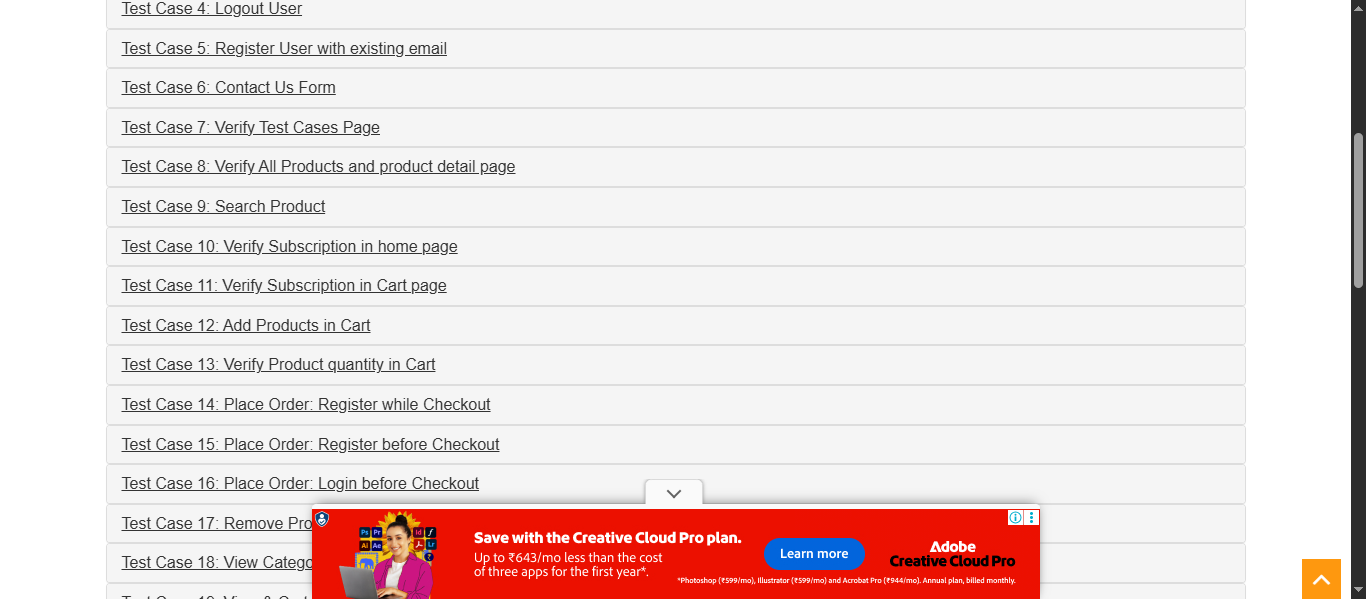 Test Case 4: Logout User
Test Case 5: Register User with existing email
Test Case 6: Contact Us Form
Test Case 7: Verify Test Cases Page
Test Case 8: Verify All Products and product detail page
Test Case 9: Search Product
Test Case 10: Verify Subscription in home page
Test Case 11: Verify Subscription in Cart page
Test Case 12: Add Products in Cart
Test Case 13: Verify Product quantity in Cart
Test Case 14: Place Order: Register while Checkout
Test Case 15: Place Order: Register before Checkout
Test Case 16: Place Order: Login before Checkout
Test Case 17: Remove Pro
Test Case 18: View Catego
Ps Pr Id f
Ai Ae Lr
Save with the Creative Cloud Pro plan.
Up to ₹643/mo less than the cost
of three apps for the first year*.
Learn more
Adobe
Creative Cloud Pro
*Photoshop (₹599/mo), Illustrator (₹599/mo) and Acrobat Pro (₹944/mo). Annual plan, billed monthly.